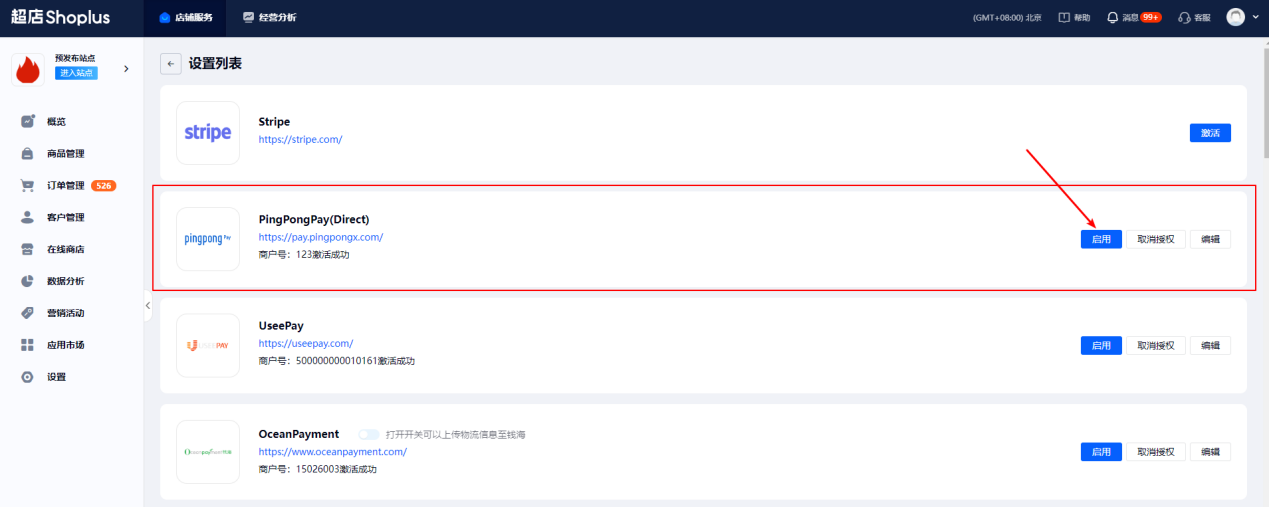 超店Shoplus 店铺服务 经营分析 (GMT+08:00) 北京 帮助 消息 99+ 客服
预发布站点
进入站点
设置列表
概览
商品管理
订单管理 526
客户管理
在线商店
数据分析
营销活动
应用市场
设置
stripe
Stripe
https://stripe.com/
激活
pingpong Pay
PingPongPay(Direct)
https://pay.pingpongx.com/
商户号：123激活成功
启用 取消授权 编辑
USEEPAY
UseePay
https://useepay.com/
商户号：500000000010161激活成功
启用 取消授权 编辑
OceanPayment 打开开关可以上传物流信息至钱海
https://www.oceanpayment.com/
商户号：15026003激活成功
启用 取消授权 编辑